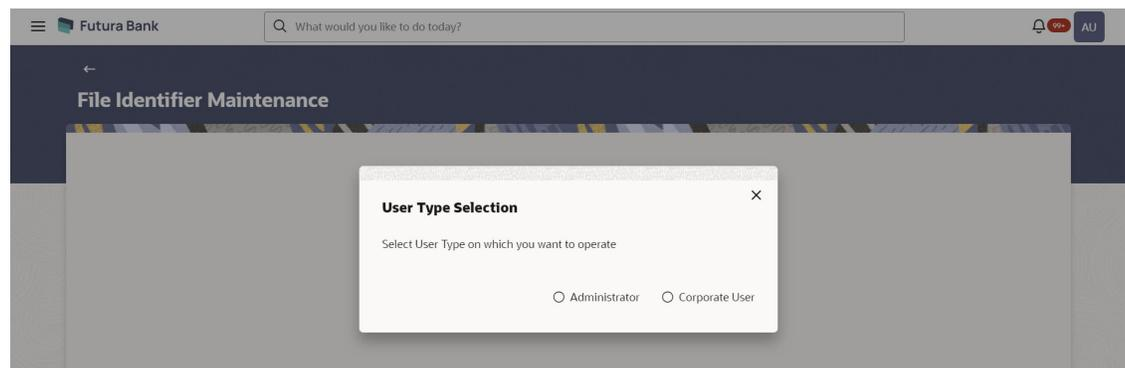 Futura Bank
What would you like to do today?
99+
AU
File Identifier Maintenance
User Type Selection
Select User Type on which you want to operate
Administrator
Corporate User